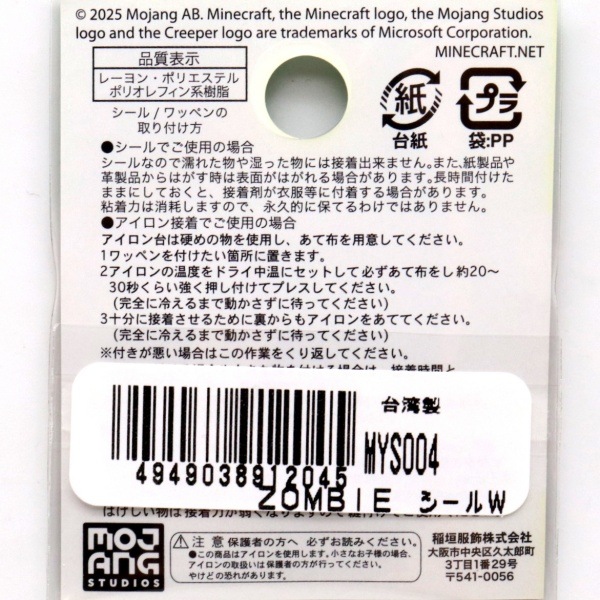 © 2025 Mojang AB. Minecraft, the Minecraft logo, the Mojang Studios
logo and the Creeper logo are trademarks of Microsoft Corporation.
MINECRAFT.NET
品質表示
レーヨン・ポリエステル
ポリオレフィン系樹脂
紙
台紙
プラ
袋:PP
シール / ワッペンの
取り付け方
●シールでご使用の場合
シールなので濡れた物や湿った物には接着出来ません。また、紙製品や
革製品からはがす時は表面がはがれる場合があります。長時間付けた
ままにしておくと、接着剤が衣服等に付着する場合があります。
粘着力は消耗しますので、永久的に保てるわけではありません。
●アイロン接着でご使用の場合
アイロン台は硬めの物を使用し、あて布を用意してください。
1ワッペンを付けたい箇所に置きます。
2アイロンの温度をドライ中温にセットして必ずあて布をし約20〜
30秒くらい強く押し付けてプレスしてください。
(完全に冷えるまで動かさずに待ってください)
3十分に接着させるために裏からもアイロンをあててください。
(完全に冷えるまで動かさずに待ってください)
※付きが悪い場合はこの作業をくり返してください。
台湾製
MYS004
4949038912045
ZOMBIE シールW
MOJANG
STUDIOS
注意 保護者の方へ 必ずお読みください。
●この商品はアイロンを使用します。小さなお子様の場合、
アイロンの取扱いは保護者の方が行ってください。
やけどの恐れがあります。
稲垣服飾株式会社
大阪市中央区久太郎町
3丁目1番29号
〒541-0056